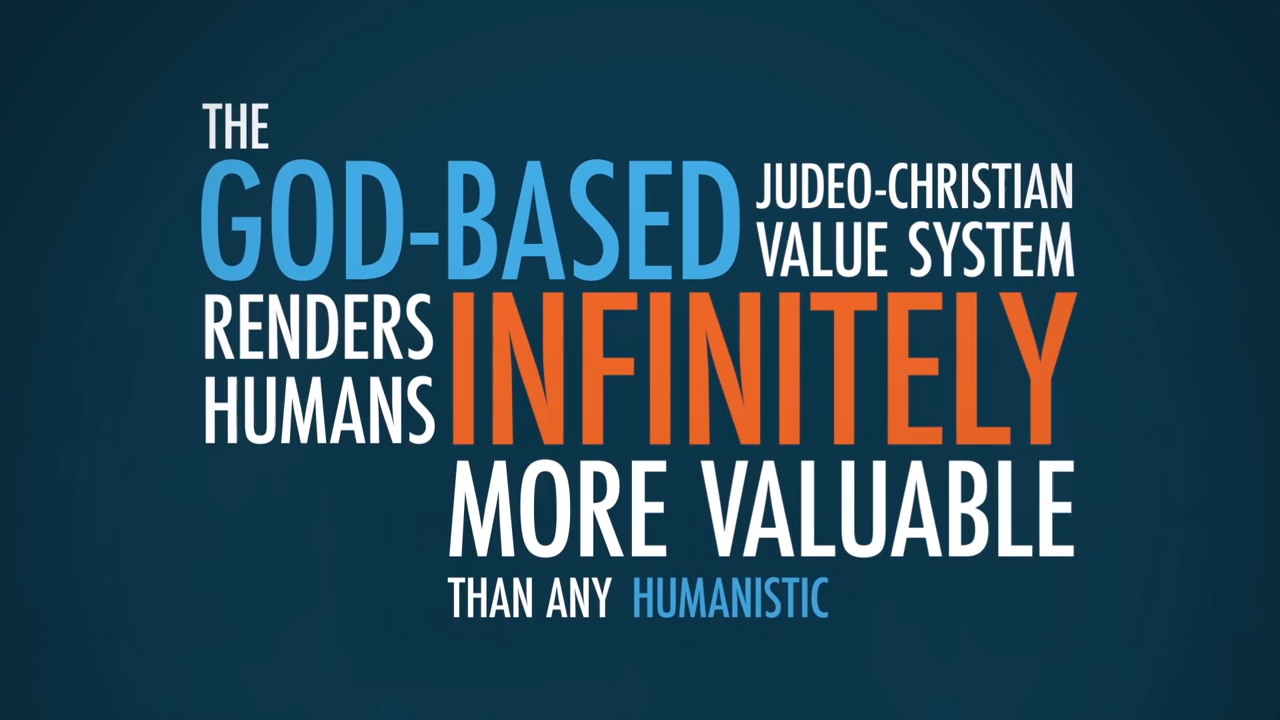 THE
GOD-BASED JUDEO-CHRISTIAN
VALUE SYSTEM
RENDERS
HUMANS INFINITELY
MORE VALUABLE
THAN ANY HUMANISTIC